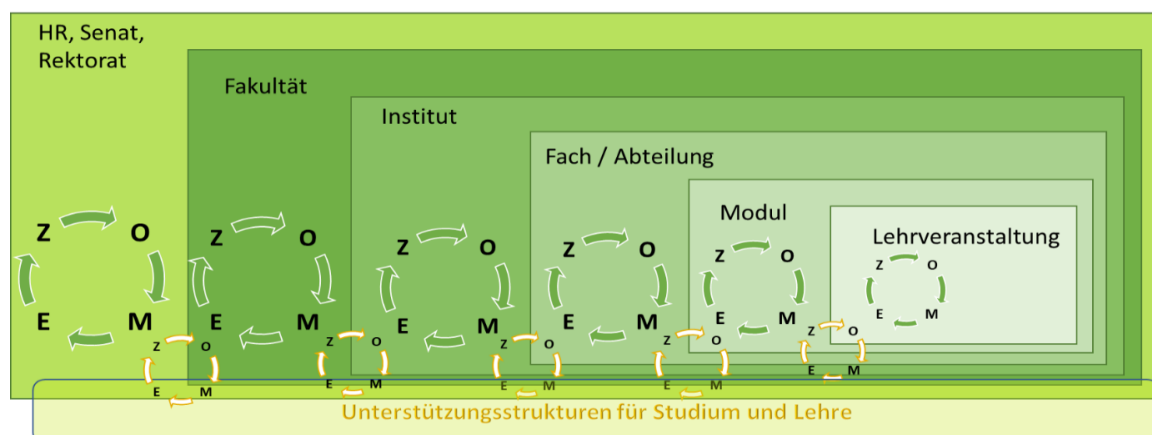 HR, Senat,
Rektorat
Fakultät
Institut
Fach / Abteilung
Modul
Lehrveranstaltung
Z O
E M
Z O
E M
Z O
E M
Z O
E M
Z O
E M
Z O
E M
Z O
E M
Z O
E M
Z O
E M
Z O
E M
Z O
E M
Unterstützungsstrukturen für Studium und Lehre